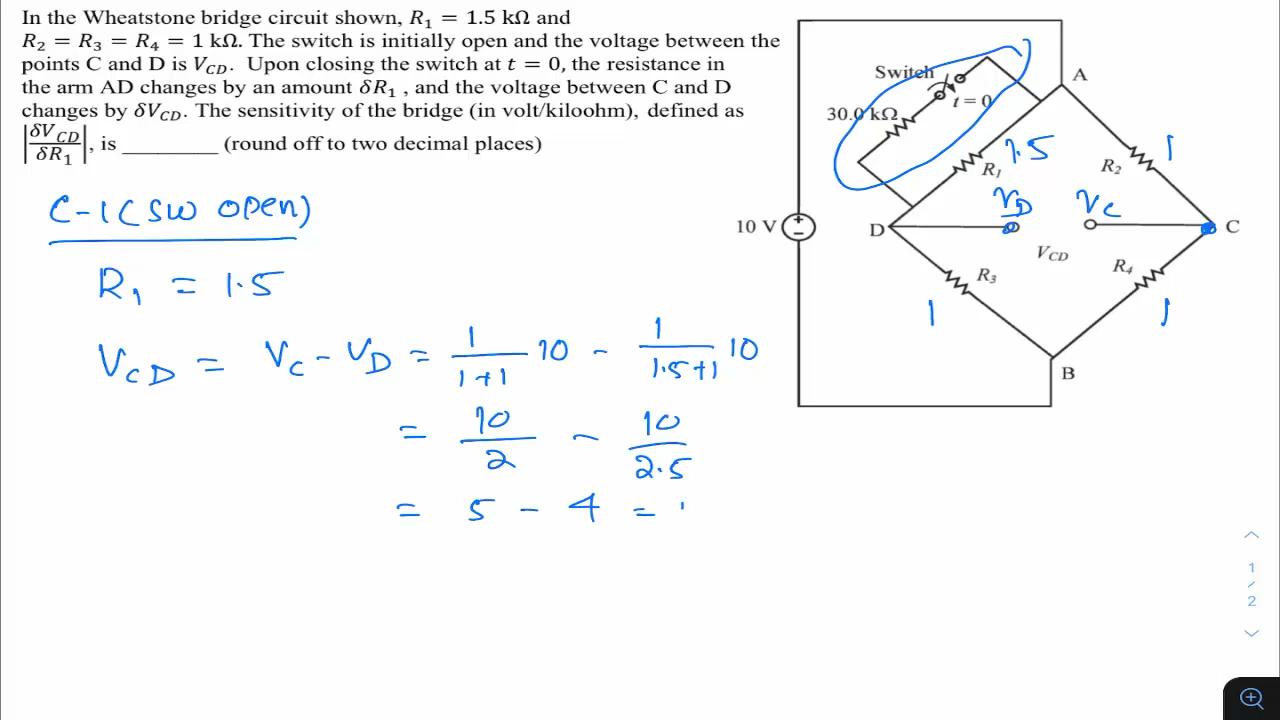 In the Wheatstone bridge circuit shown, R₁ = 1.5 kΩ and
R₂ = R₃ = R₄ = 1 kΩ. The switch is initially open and the voltage between the
points C and D is V_CD. Upon closing the switch at t = 0, the resistance in
the arm AD changes by an amount δR₁ , and the voltage between C and D
changes by δV_CD. The sensitivity of the bridge (in volt/kiloohm), defined as
|δV_CD/δR₁|, is ________ (round off to two decimal places)
C-1 (SW open)
R₁ = 1.5
V_CD = V_C - V_D = 1/(1+1) 10 - 1/(1.5+1) 10
= 10/2 - 10/2.5
= 5 - 4 =
Switch
t = 0
30.0 kΩ
A
R₁
1.5
R₂
1
V_D
V_C
10 V
+
−
D
C
V_CD
R₃
R₄
1
1
B
1
/
2